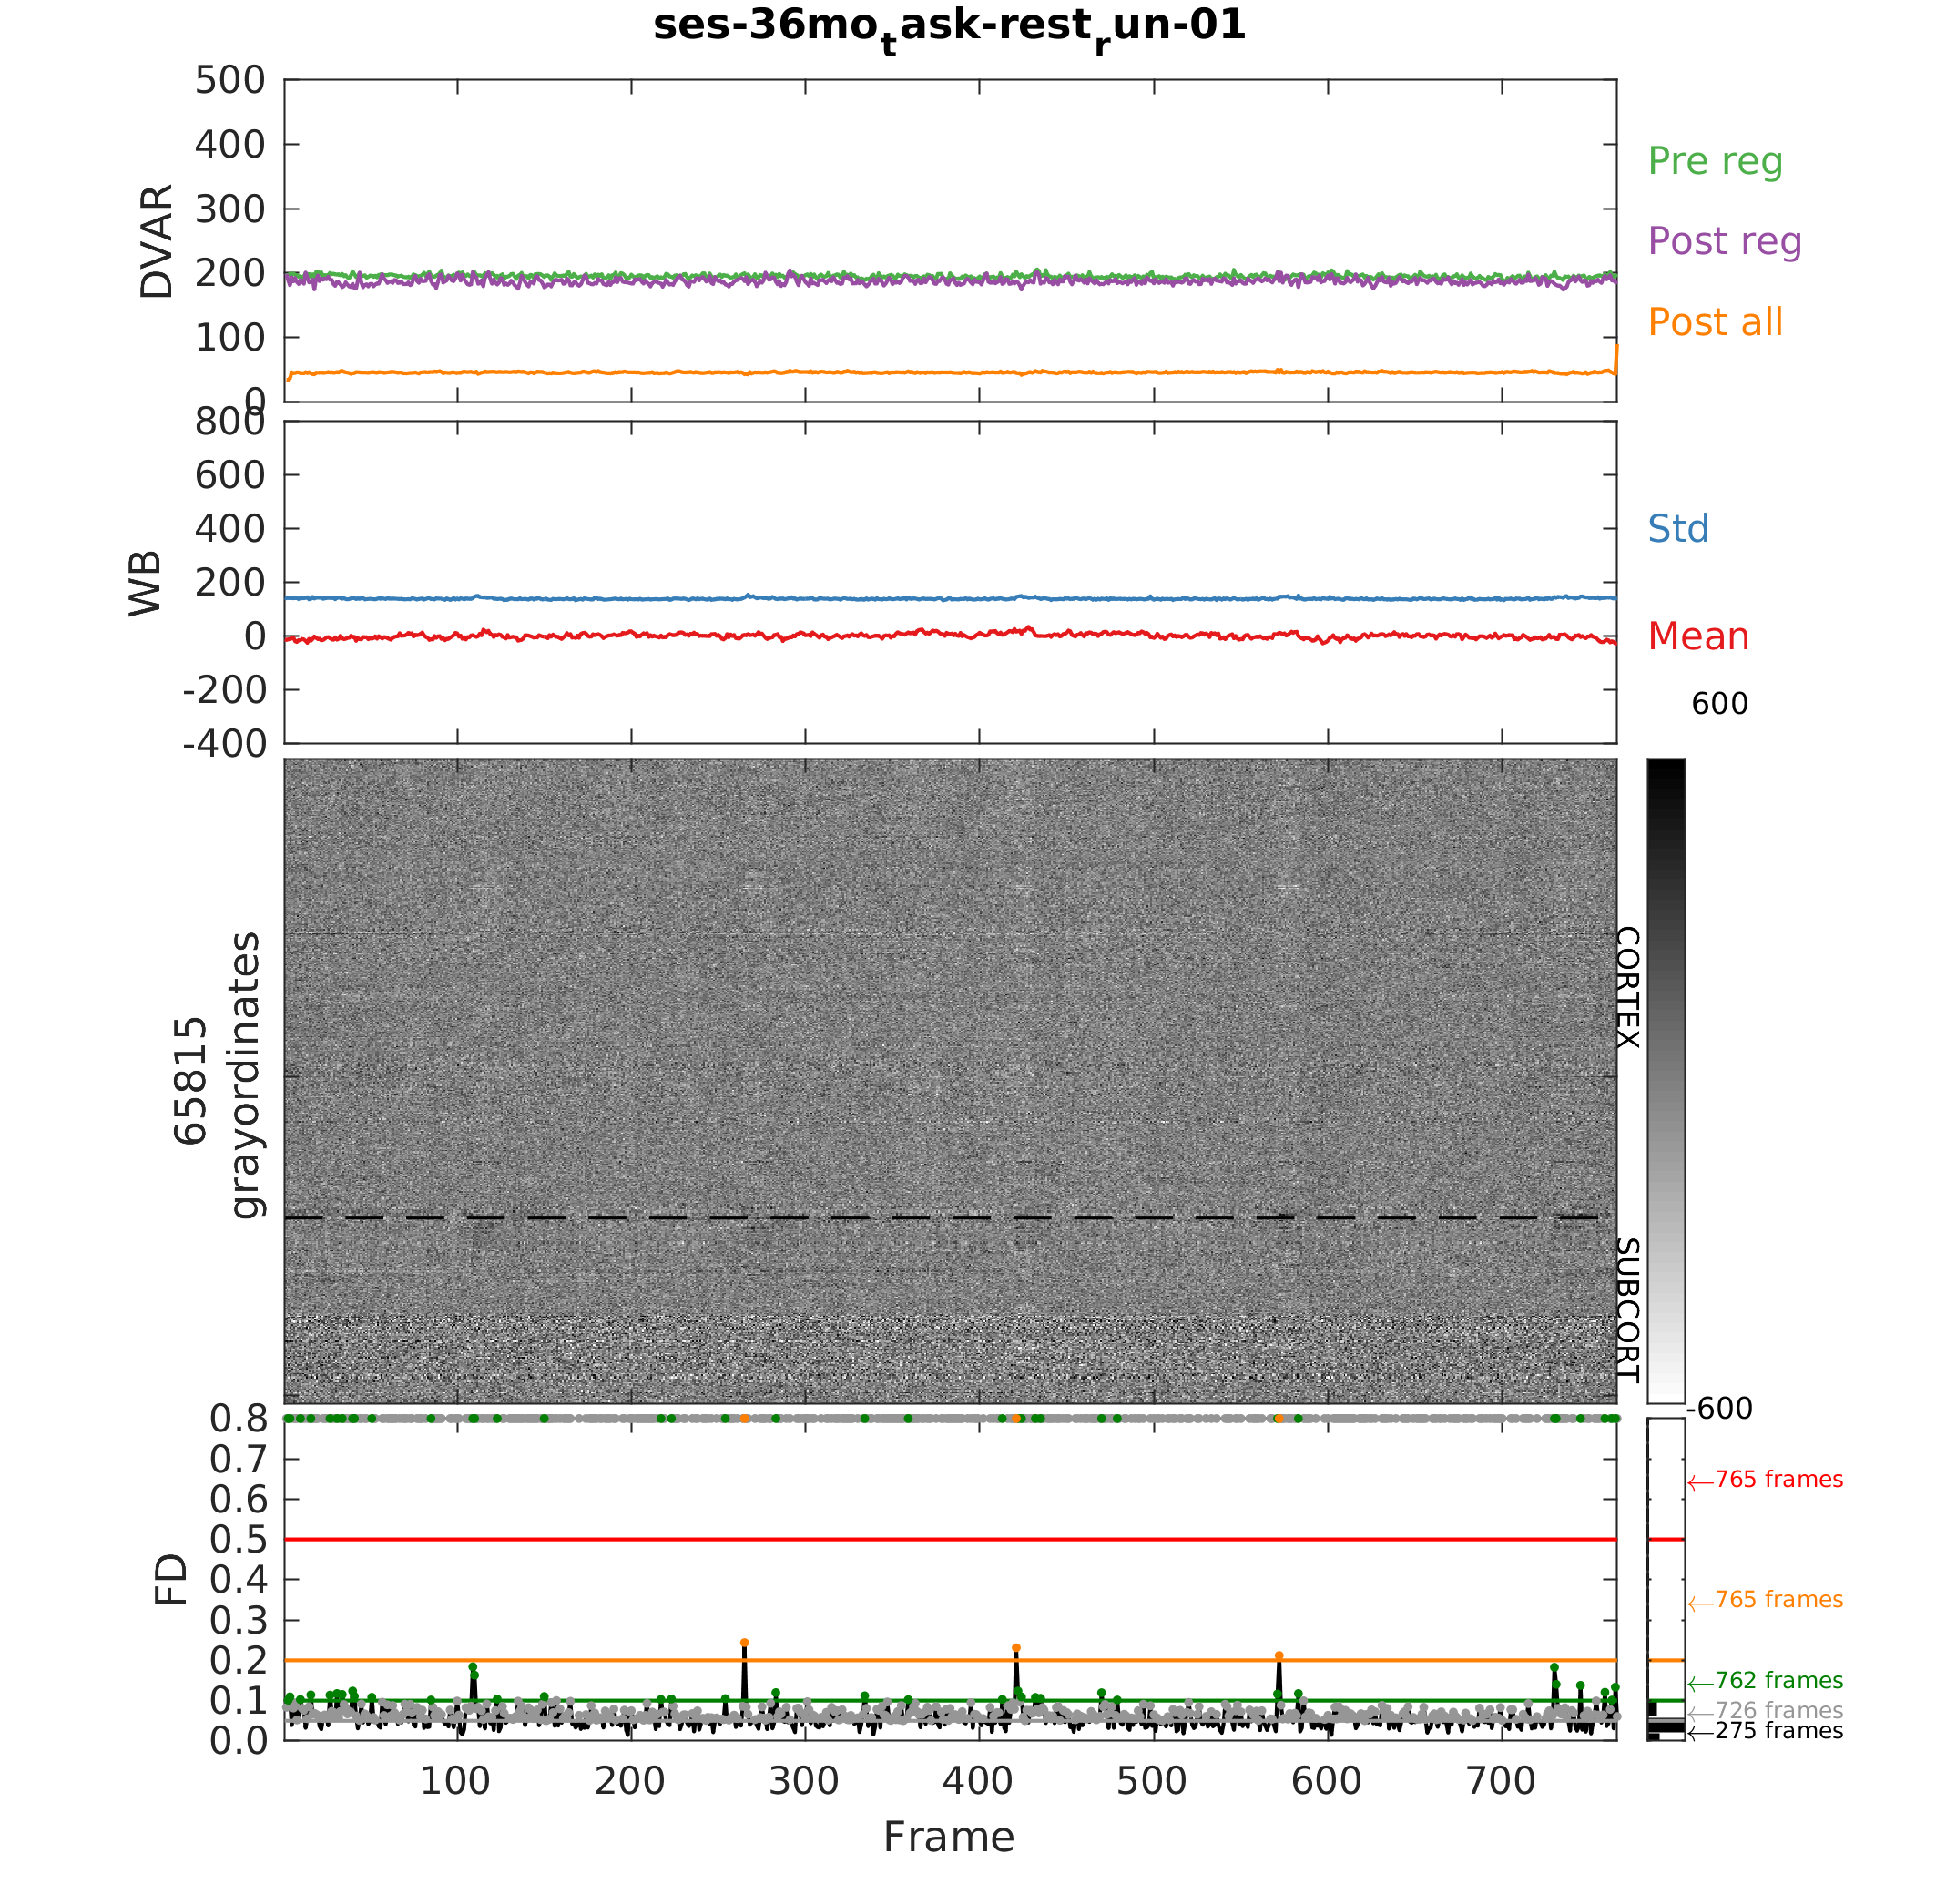 ses-36mo_task-rest_run-01
500
400
300
200
100
0
DVAR
Pre reg
Post reg
Post all
800
600
400
200
0
-200
-400
WB
Std
Mean
600
65815
grayordinates
CORTEX
SUBCORT
-600
0.8
0.7
0.6
0.5
0.4
0.3
0.2
0.1
0.0
FD
←765 frames
←765 frames
←762 frames
←726 frames
←275 frames
100 200 300 400 500 600 700
Frame